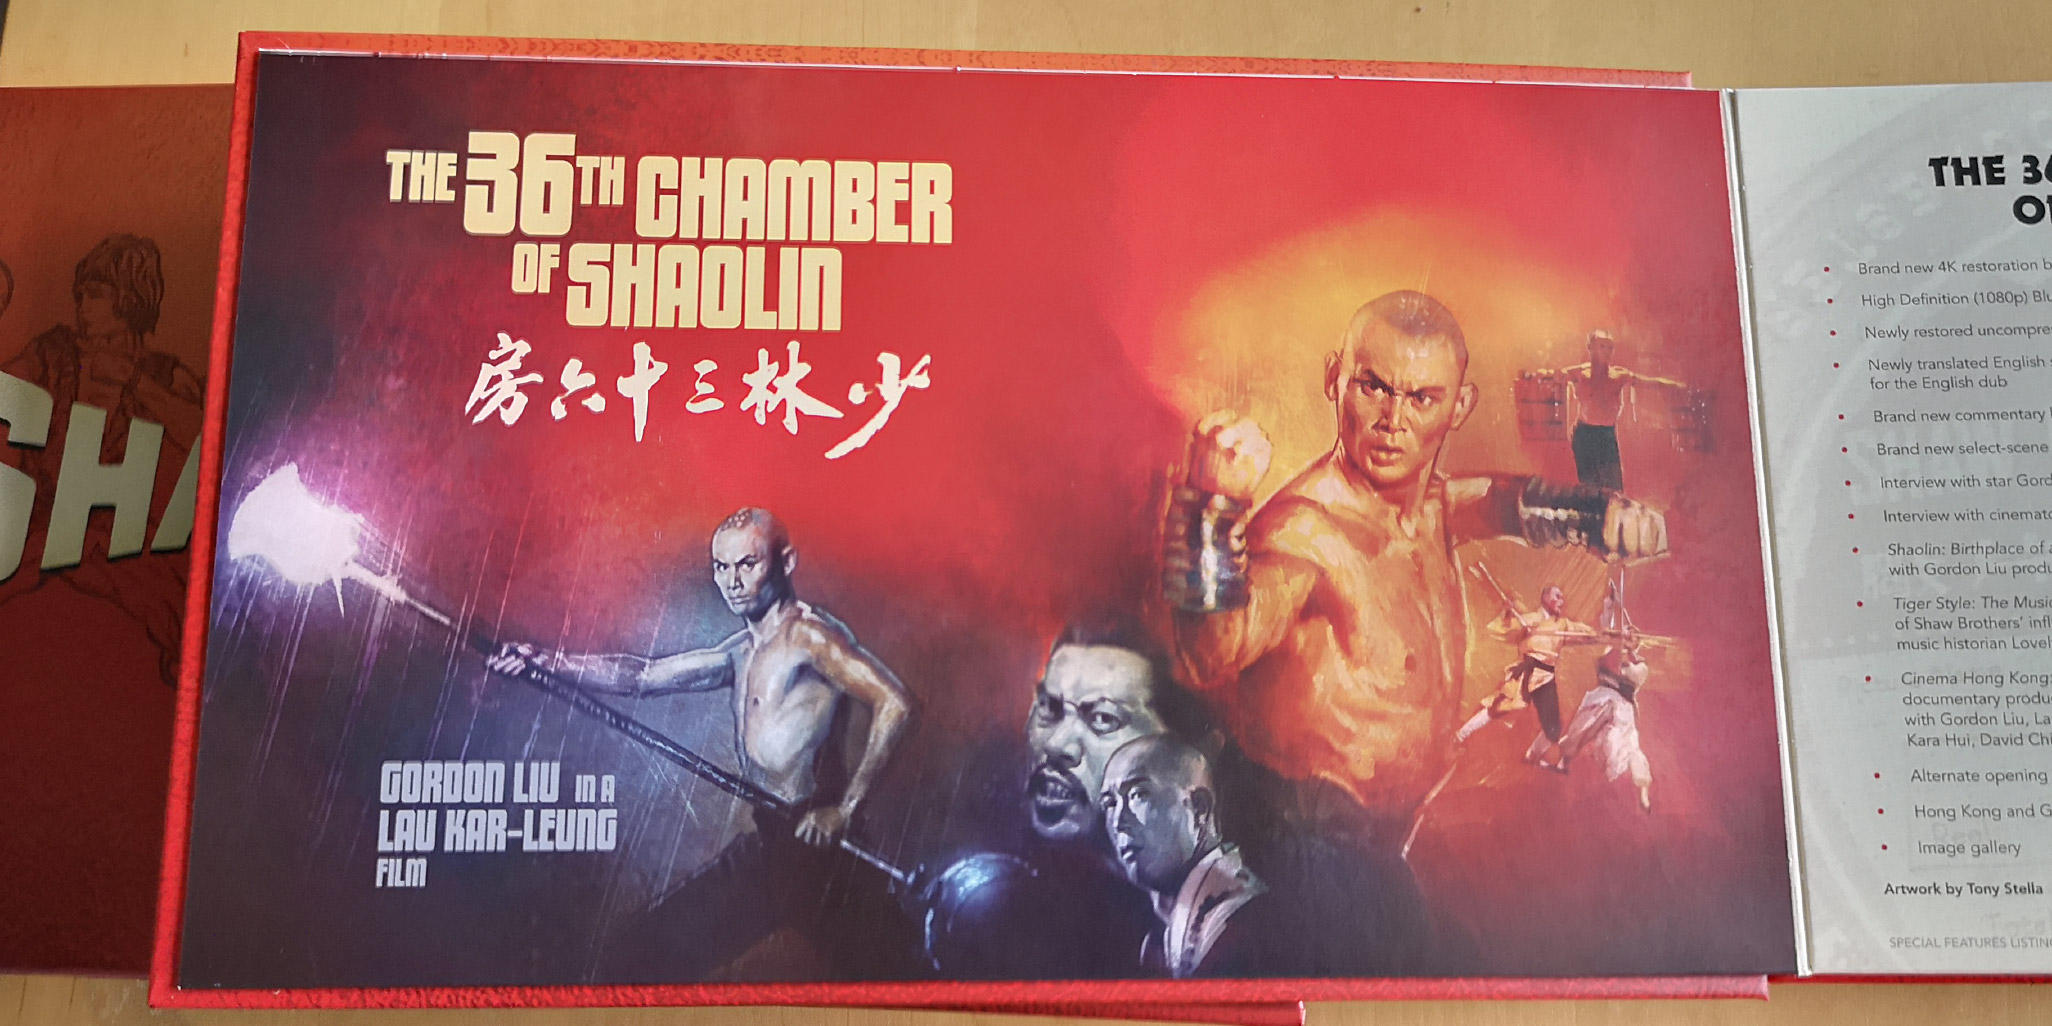 SHA
THE 36TH CHAMBER
OF SHAOLIN
少林三十六房
GORDON LIU IN A
LAU KAR-LEUNG
FILM
THE 36
• Brand new 4K restoration b
• High Definition (1080p) Blu
• Newly restored uncompre
• Newly translated English s
for the English dub
• Brand new commentary
• Brand new select-scene
• Interview with star Gord
• Interview with cinemato
• Shaolin: Birthplace of a
with Gordon Liu produ
• Tiger Style: The Music
of Shaw Brothers' infl
music historian Lovel
• Cinema Hong Kong:
documentary produ
with Gordon Liu, La
Kara Hui, David Chi
• Alternate opening
• Hong Kong and G
• Image gallery
Artwork by Tony Stella
SPECIAL FEATURES LISTING